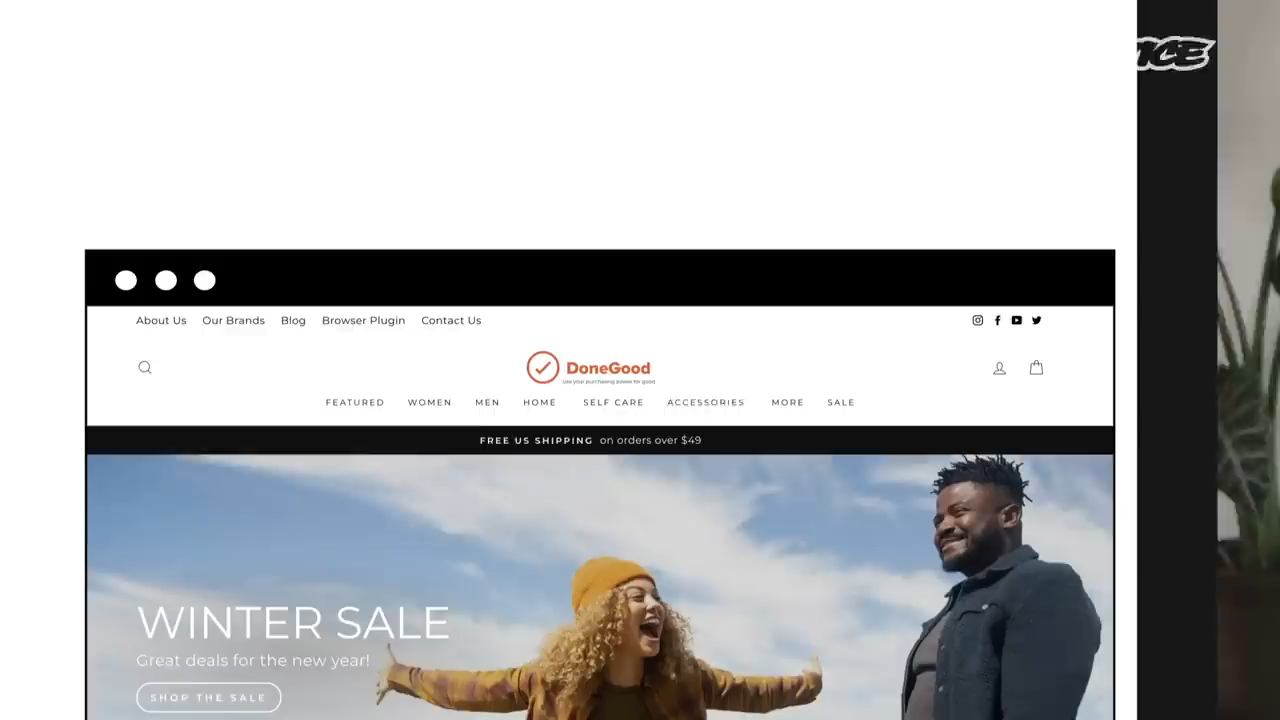 VICE
About Us Our Brands Blog Browser Plugin Contact Us
DoneGood
Use your purchasing power for good
FEATURED WOMEN MEN HOME SELF CARE ACCESSORIES MORE SALE
FREE US SHIPPING on orders over $49
WINTER SALE
Great deals for the new year!
SHOP THE SALE